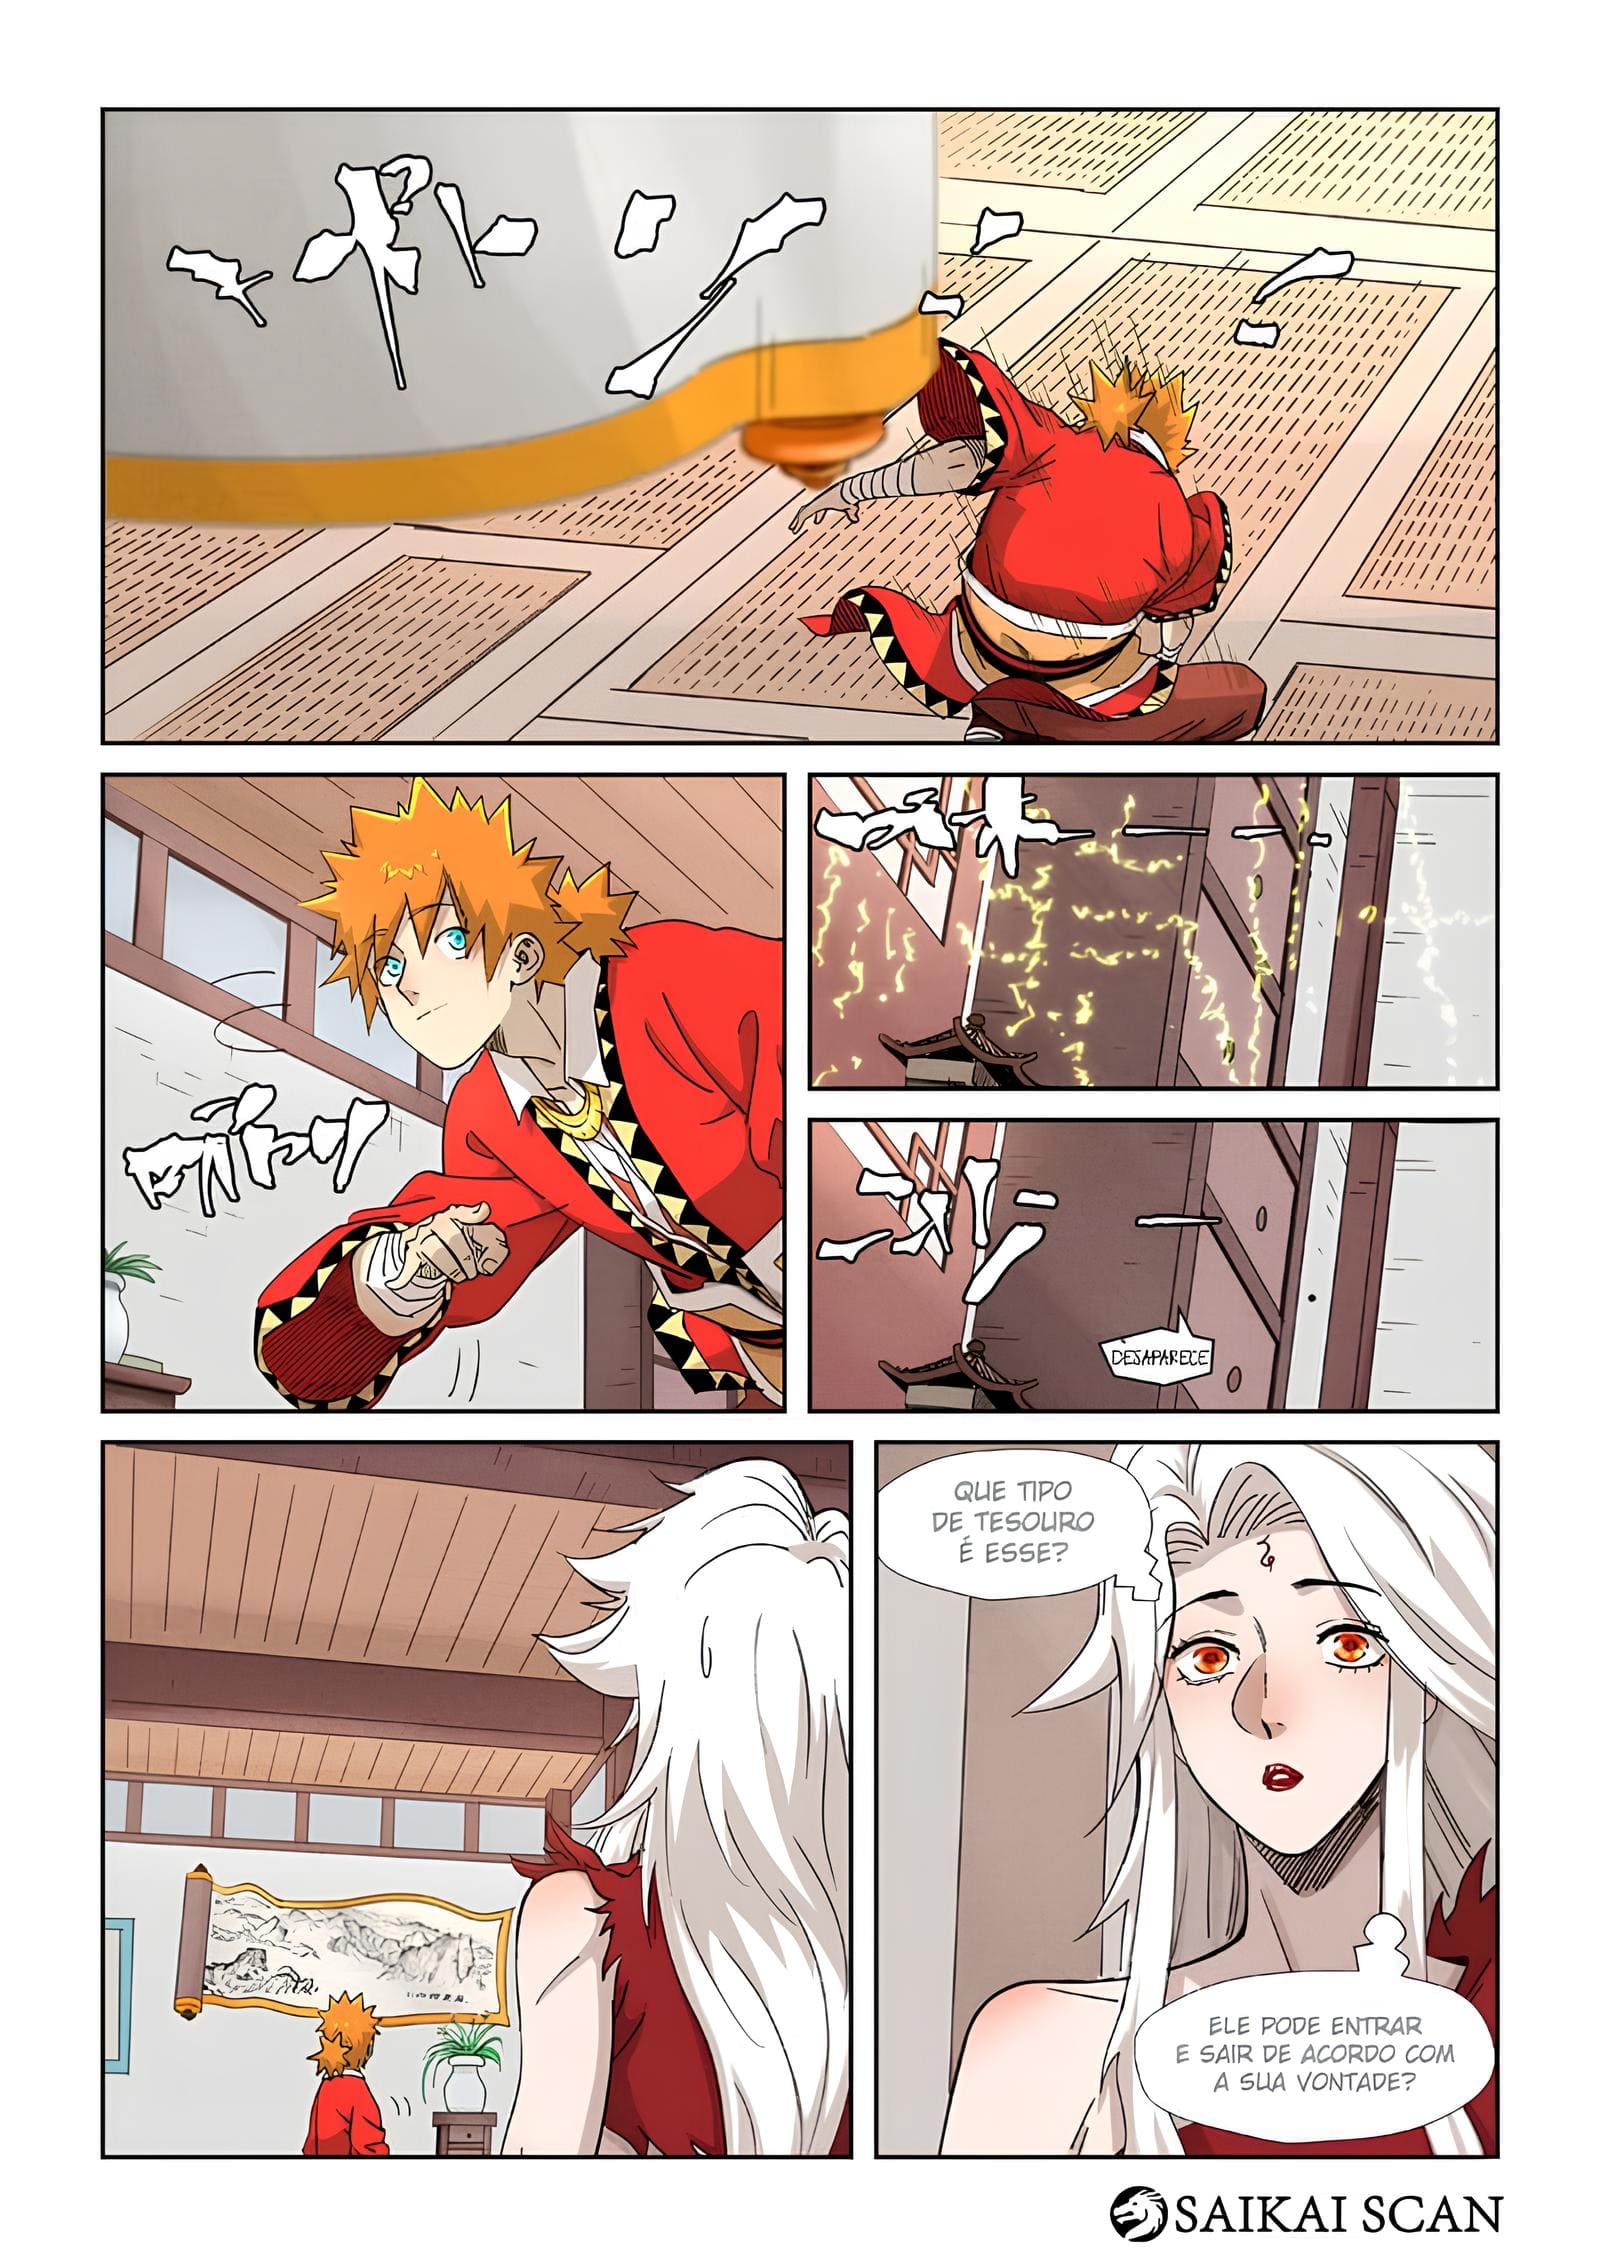 DESAPARECE
QUE TIPO
DE TESOURO
É ESSE?
ELE PODE ENTRAR
E SAIR DE ACORDO COM
A SUA VONTADE?
SAIKAI SCAN